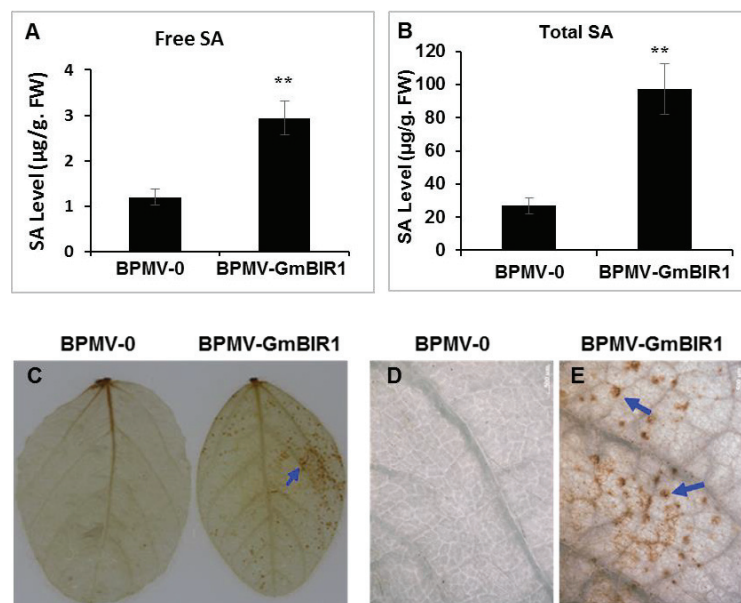 A
Free SA
SA Level (µg/g. FW)
4
3
2
1
0
**
BPMV-0
BPMV-GmBIR1
B
Total SA
SA Level (µg/g. FW)
120
100
80
60
40
20
0
**
BPMV-0
BPMV-GmBIR1
BPMV-0
BPMV-GmBIR1
C
BPMV-0
BPMV-GmBIR1
D
E